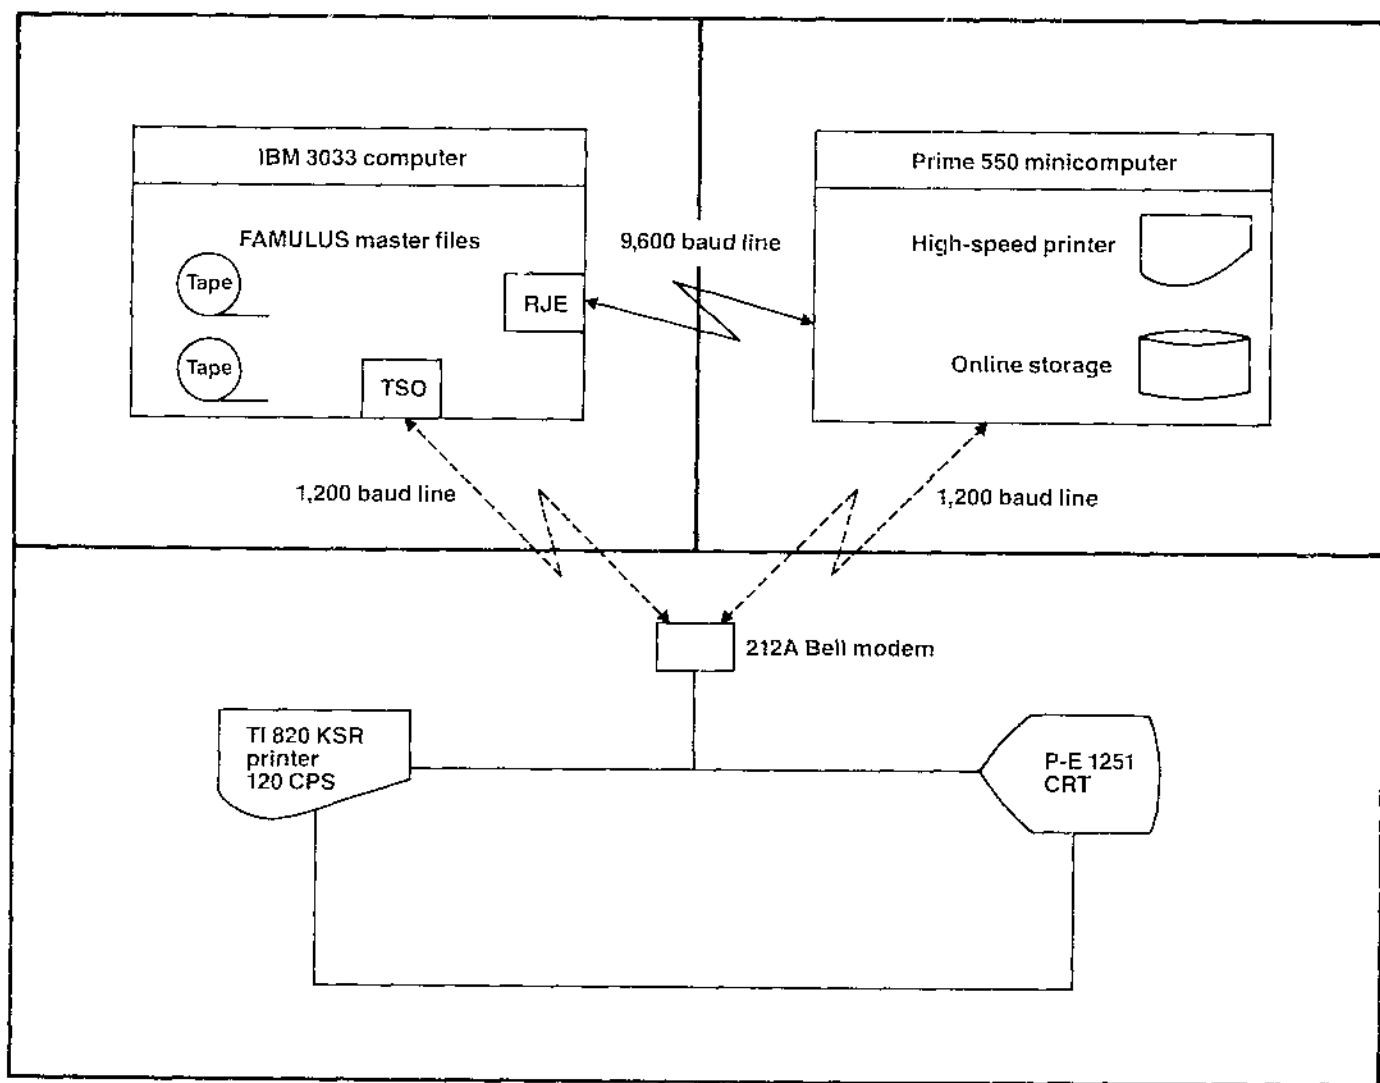 IBM 3033 computer
FAMULUS master files
Tape
Tape
RJE
TSO
9,600 baud line
Prime 550 minicomputer
High-speed printer
Online storage
1,200 baud line
1,200 baud line
212A Bell modem
TI 820 KSR
printer
120 CPS
P-E 1251
CRT